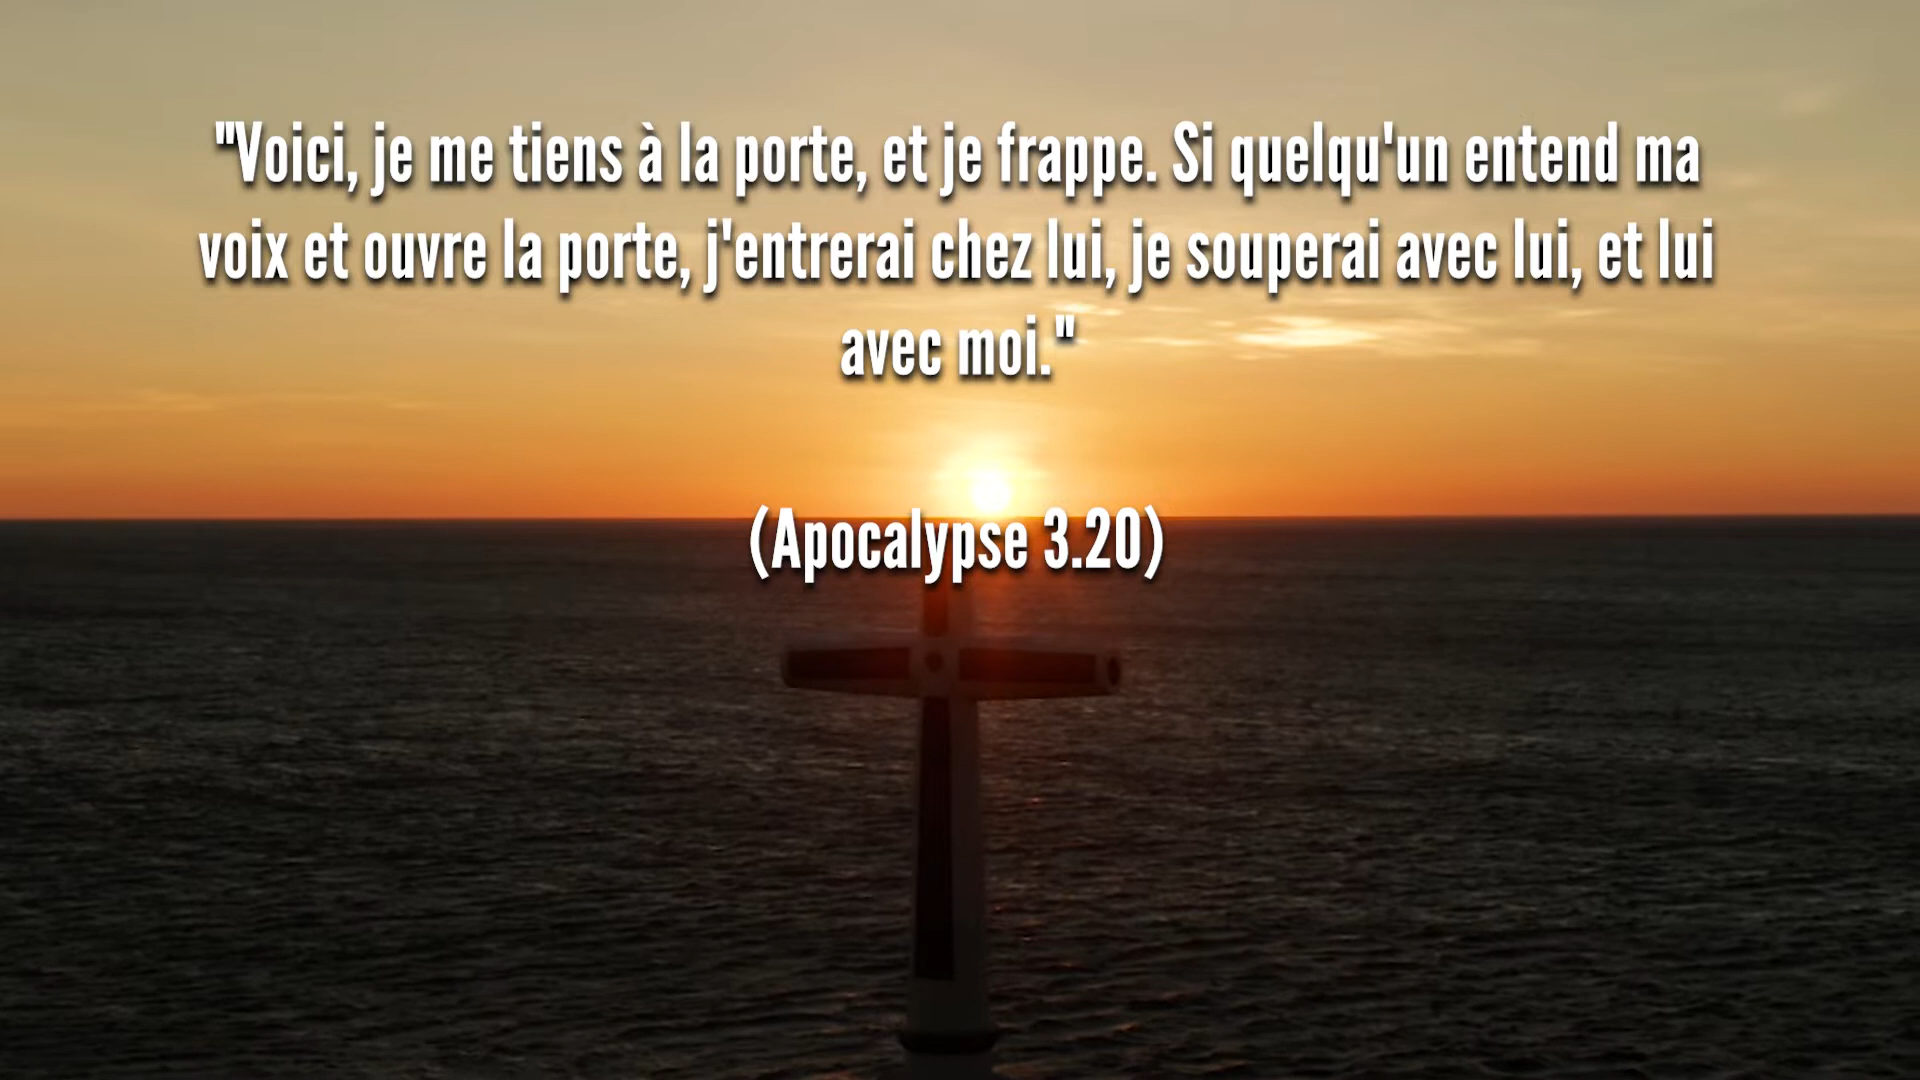 "Voici, je me tiens à la porte, et je frappe. Si quelqu'un entend ma
voix et ouvre la porte, j'entrerai chez lui, je souperai avec lui, et lui
avec moi."
(Apocalypse 3.20)